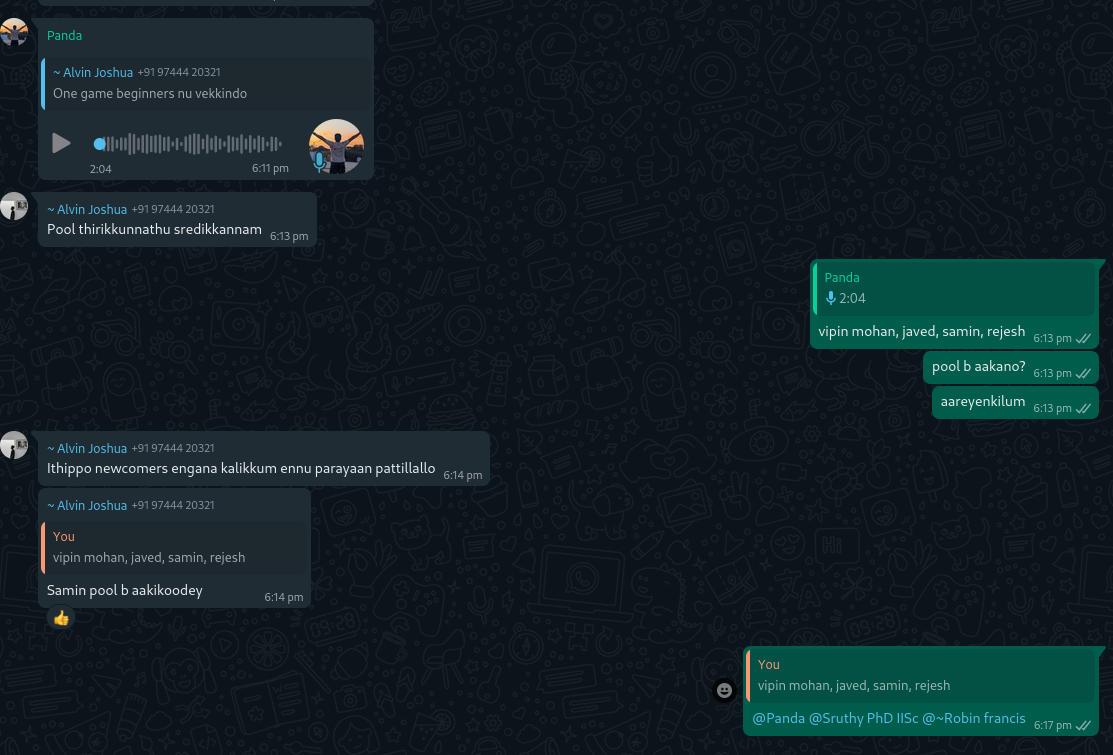 Panda
~ Alvin Joshua +91 97444 20321
One game beginners nu vekkindo
2:04 6:11 pm
~ Alvin Joshua +91 97444 20321
Pool thirikkunnathu sredikkannam 6:13 pm
Panda
2:04
vipin mohan, javed, samin, rejesh 6:13 pm
pool b aakano? 6:13 pm
aareyenkilum 6:13 pm
~ Alvin Joshua +91 97444 20321
Ithippo newcomers engana kalikkum ennu parayaan pattillallo 6:14 pm
~ Alvin Joshua +91 97444 20321
You
vipin mohan, javed, samin, rejesh
Samin pool b aakikoodey 6:14 pm
You
vipin mohan, javed, samin, rejesh
@Panda @Sruthy PhD IISc @~Robin francis 6:17 pm